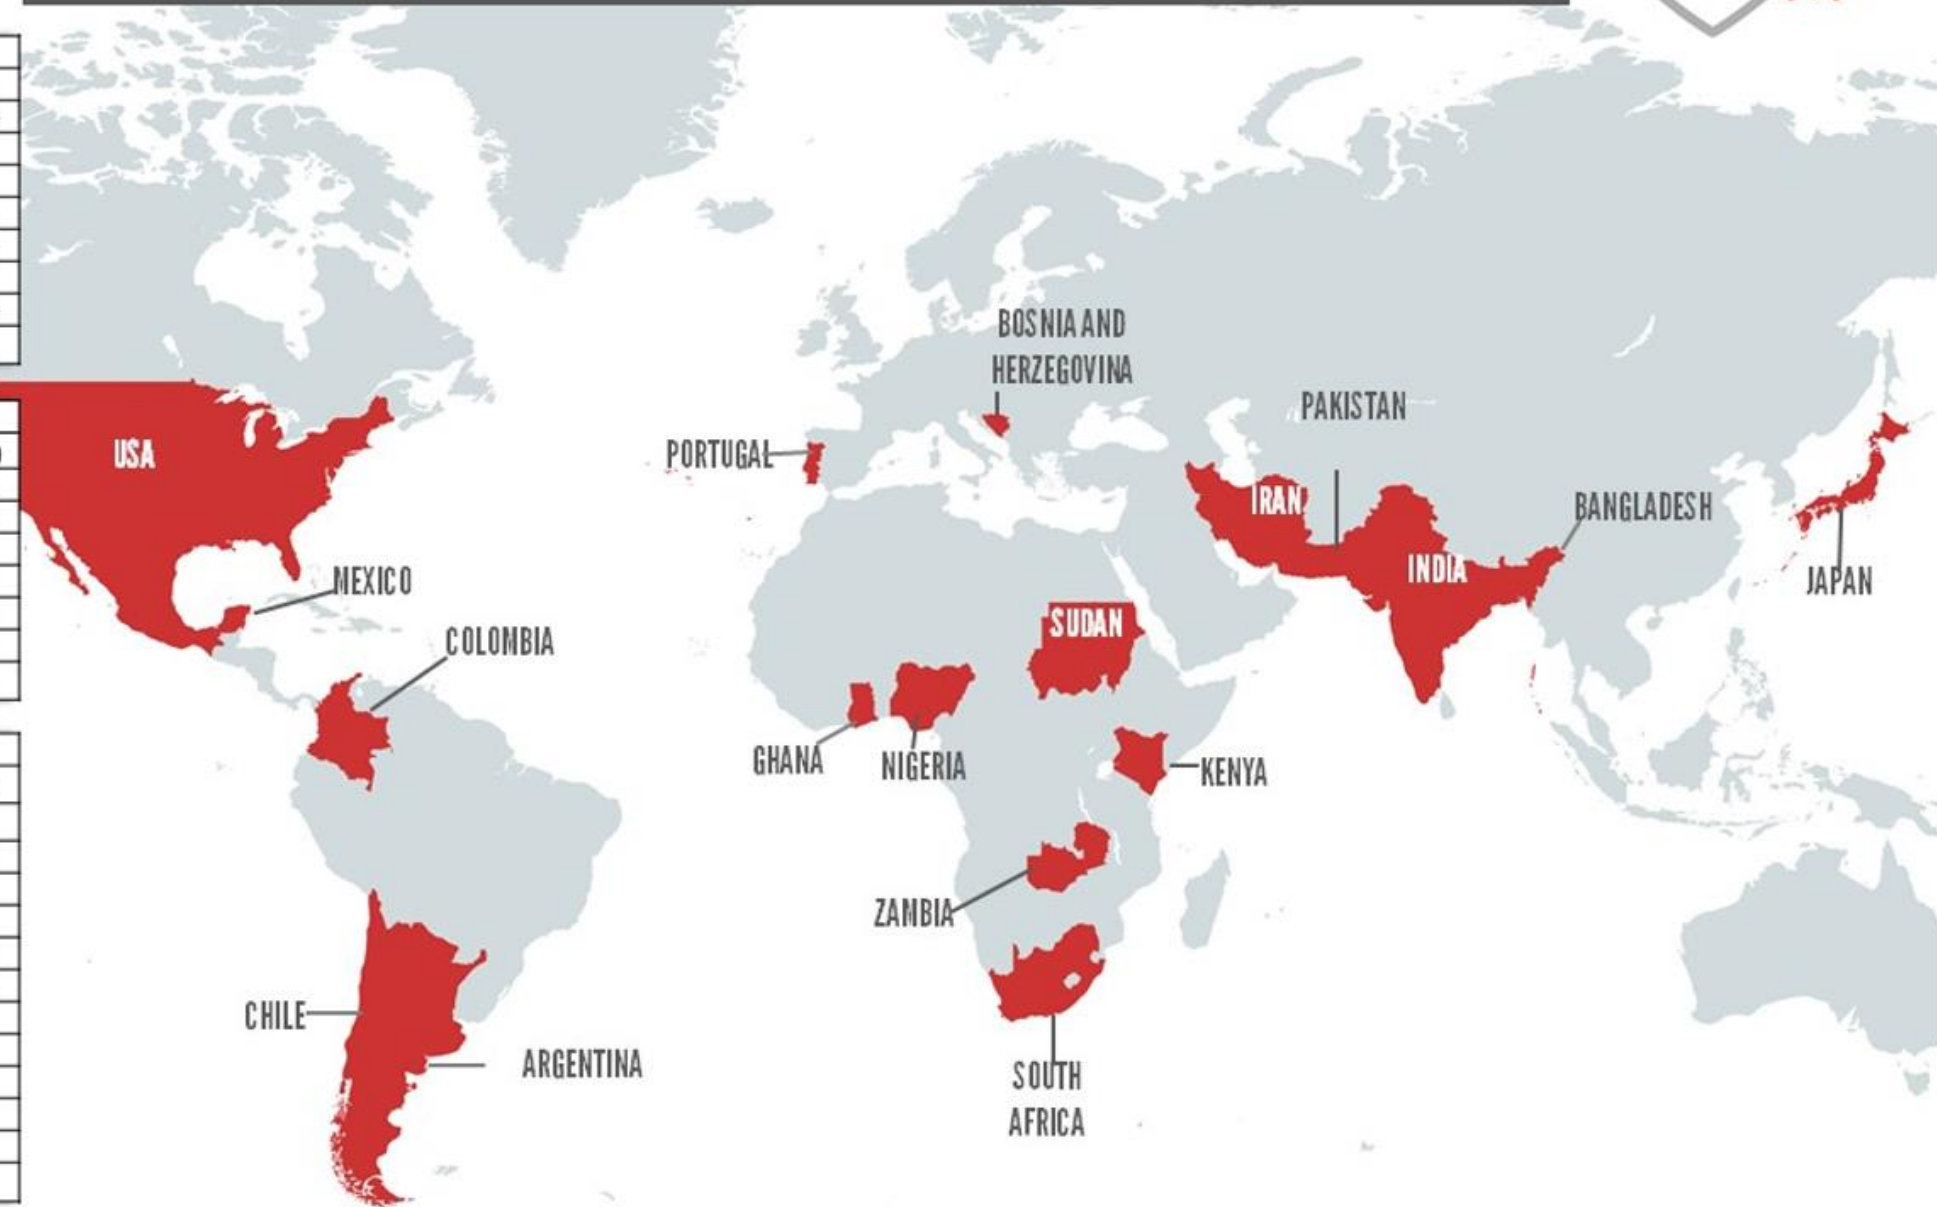 BOSNIA AND
HERZEGOVINA
PAKISTAN
USA
PORTUGAL
IRAN
BANGLADESH
INDIA
MEXICO
JAPAN
COLOMBIA
SUDAN
GHANA
NIGERIA
KENYA
ZAMBIA
CHILE
ARGENTINA
SOUTH
AFRICA